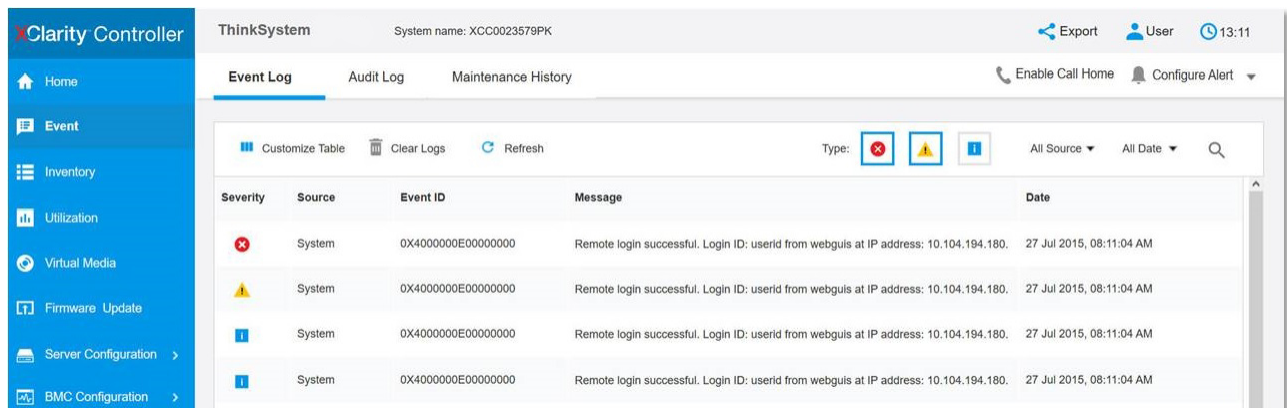 XClarity Controller
ThinkSystem System name: XCC0023579PK Export User 13:11
Home
Event Log Audit Log Maintenance History Enable Call Home Configure Alert
Event
Customize Table Clear Logs Refresh Type: All Source All Date
Inventory
Severity Source Event ID Message Date
Utilization
System 0X4000000E00000000 Remote login successful. Login ID: userid from webguis at IP address: 10.104.194.180. 27 Jul 2015, 08:11:04 AM
Virtual Media
System 0X4000000E00000000 Remote login successful. Login ID: userid from webguis at IP address: 10.104.194.180. 27 Jul 2015, 08:11:04 AM
Firmware Update
System 0X4000000E00000000 Remote login successful. Login ID: userid from webguis at IP address: 10.104.194.180. 27 Jul 2015, 08:11:04 AM
Server Configuration
System 0X4000000E00000000 Remote login successful. Login ID: userid from webguis at IP address: 10.104.194.180. 27 Jul 2015, 08:11:04 AM
BMC Configuration